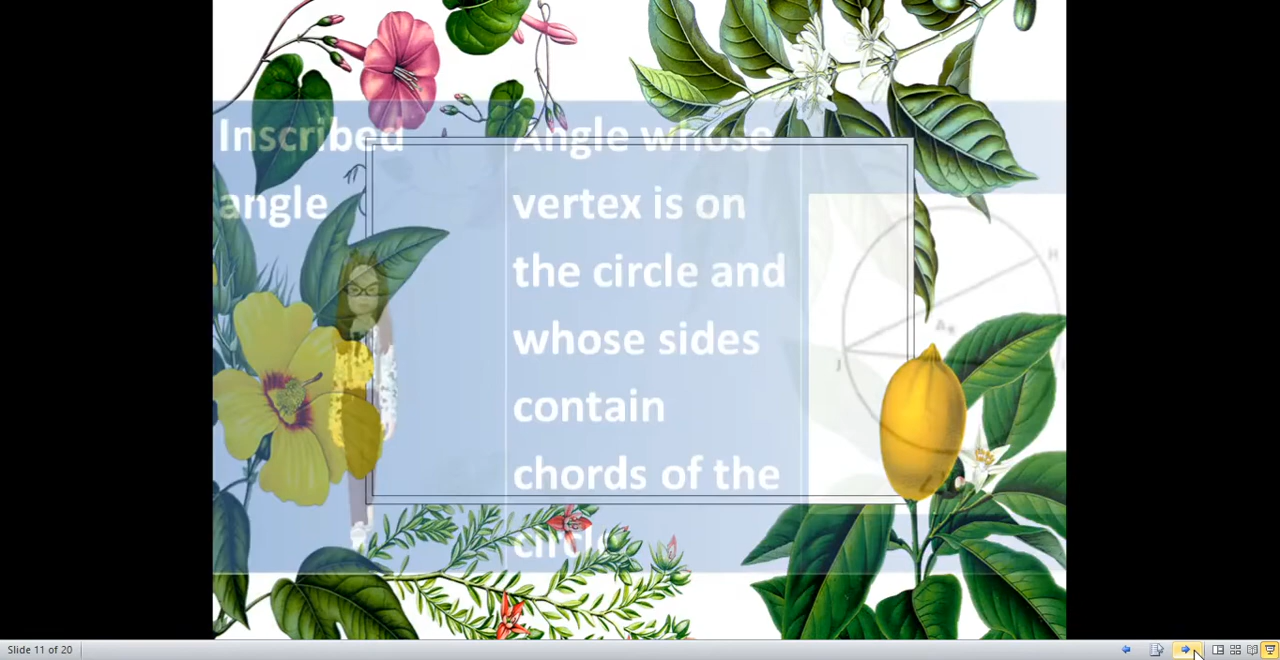 Inscribed
angle
Angle whose
vertex is on
the circle and
whose sides
contain
chords of the
circle
H
J
Slide 11 of 20